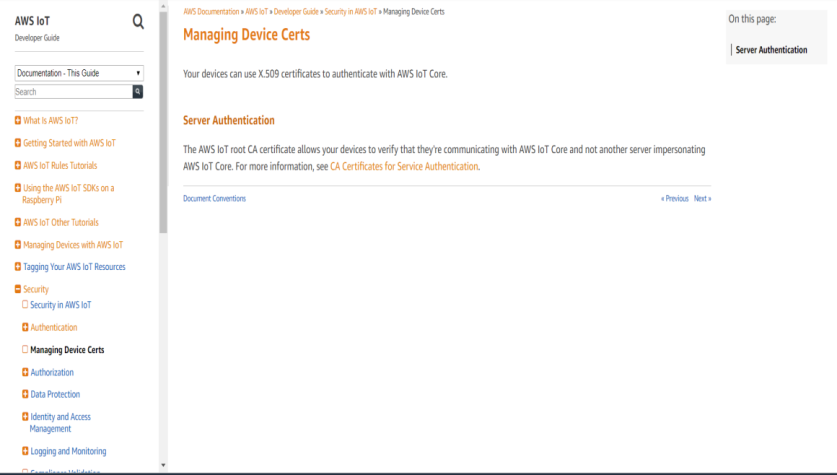 AWS IoT
Developer Guide
Documentation - This Guide
Search
What Is AWS IoT?
Getting Started with AWS IoT
AWS IoT Rules Tutorials
Using the AWS IoT SDKs on a
Raspberry Pi
AWS IoT Other Tutorials
Managing Devices with AWS IoT
Tagging Your AWS IoT Resources
Security
Security in AWS IoT
Authentication
Managing Device Certs
Authorization
Data Protection
Identity and Access
Management
Logging and Monitoring
Compliance Validation
AWS Documentation » AWS IoT » Developer Guide » Security in AWS IoT » Managing Device Certs
Managing Device Certs
Your devices can use X.509 certificates to authenticate with AWS IoT Core.
Server Authentication
The AWS IoT root CA certificate allows your devices to verify that they're communicating with AWS IoT Core and not another server impersonating
AWS IoT Core. For more information, see CA Certificates for Service Authentication.
Document Conventions
« Previous Next »
On this page:
Server Authentication